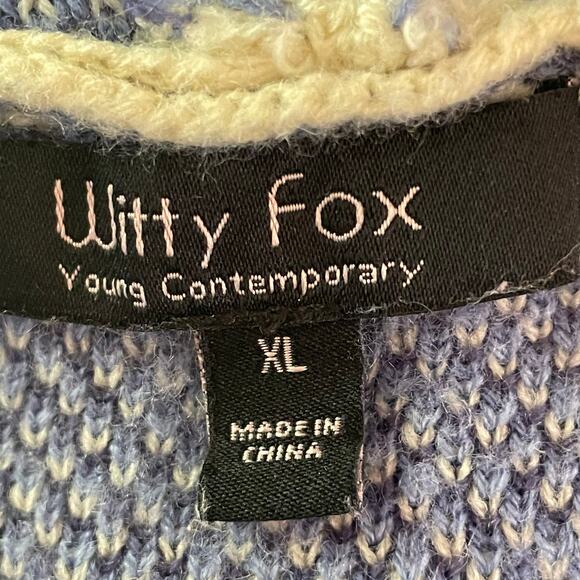 Witty Fox
Young Contemporary
XL
MADE IN
CHINA